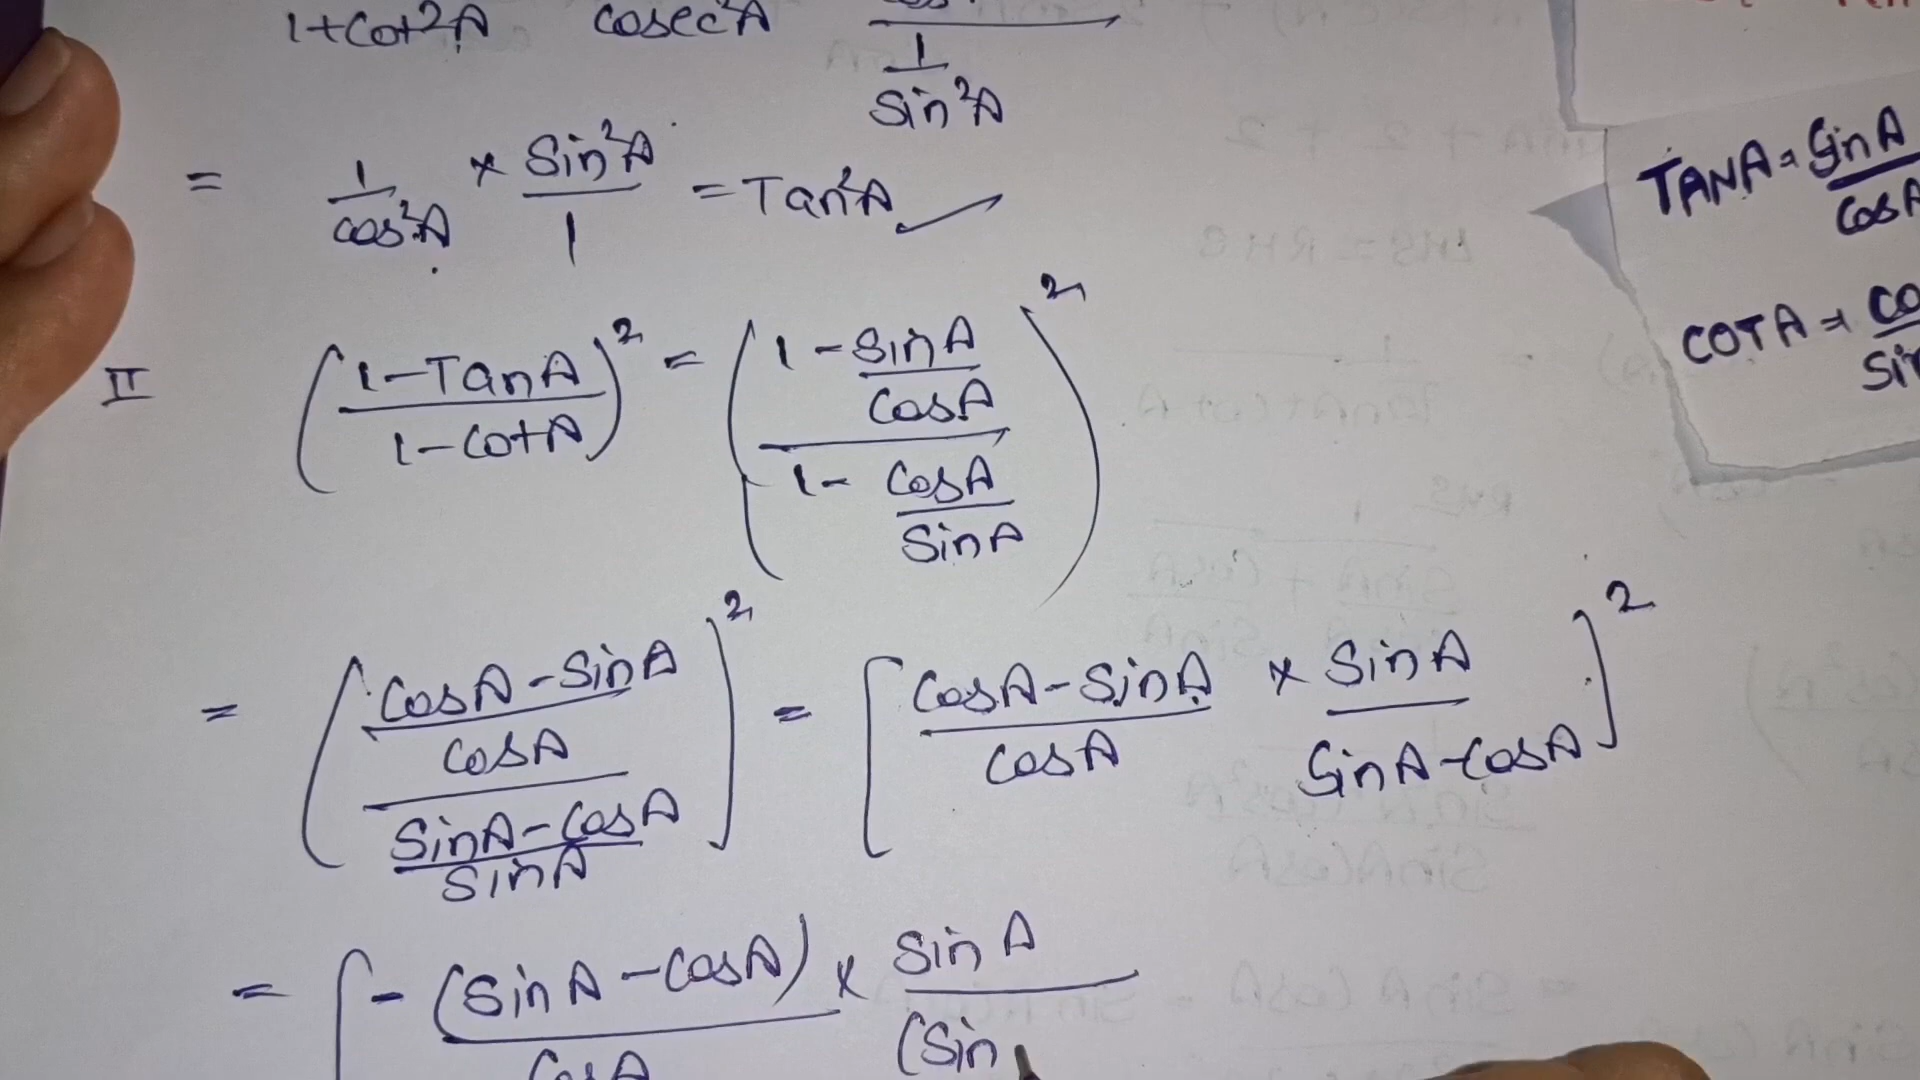 1+cot²A cosec²A 1/sin²A
= 1/cos²A × sin²A/1 = Tan²A
II ((1-TanA)/(1-cotA))² = ((1-sinA/cosA)/(1-cosA/sinA))²
= (((cosA-sinA)/cosA)/((sinA-cosA)/sinA))² = [(cosA-sinA)/cosA × sinA/(sinA-cosA)]²
= [-(sinA-cosA)/cosA × sinA/(sin
TANA = SinA/cosA
COTA =